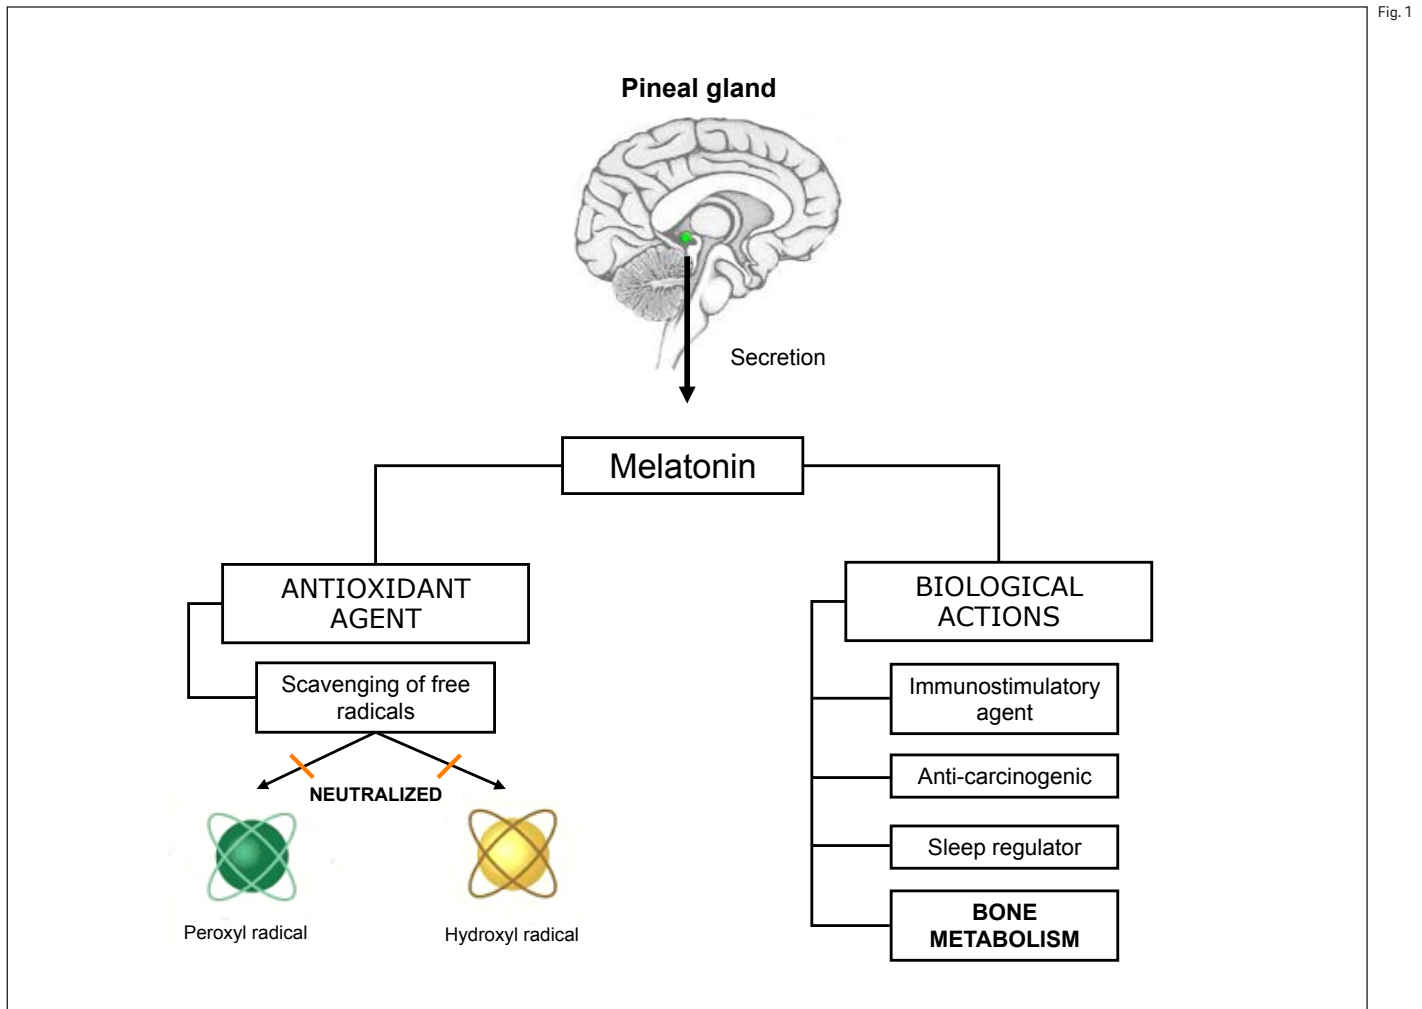 Fig. 1
Pineal gland
Secretion
Melatonin
ANTIOXIDANT
AGENT
Scavenging of free
radicals
NEUTRALIZED
Peroxyl radical
Hydroxyl radical
BIOLOGICAL
ACTIONS
Immunostimulatory
agent
Anti-carcinogenic
Sleep regulator
BONE
METABOLISM